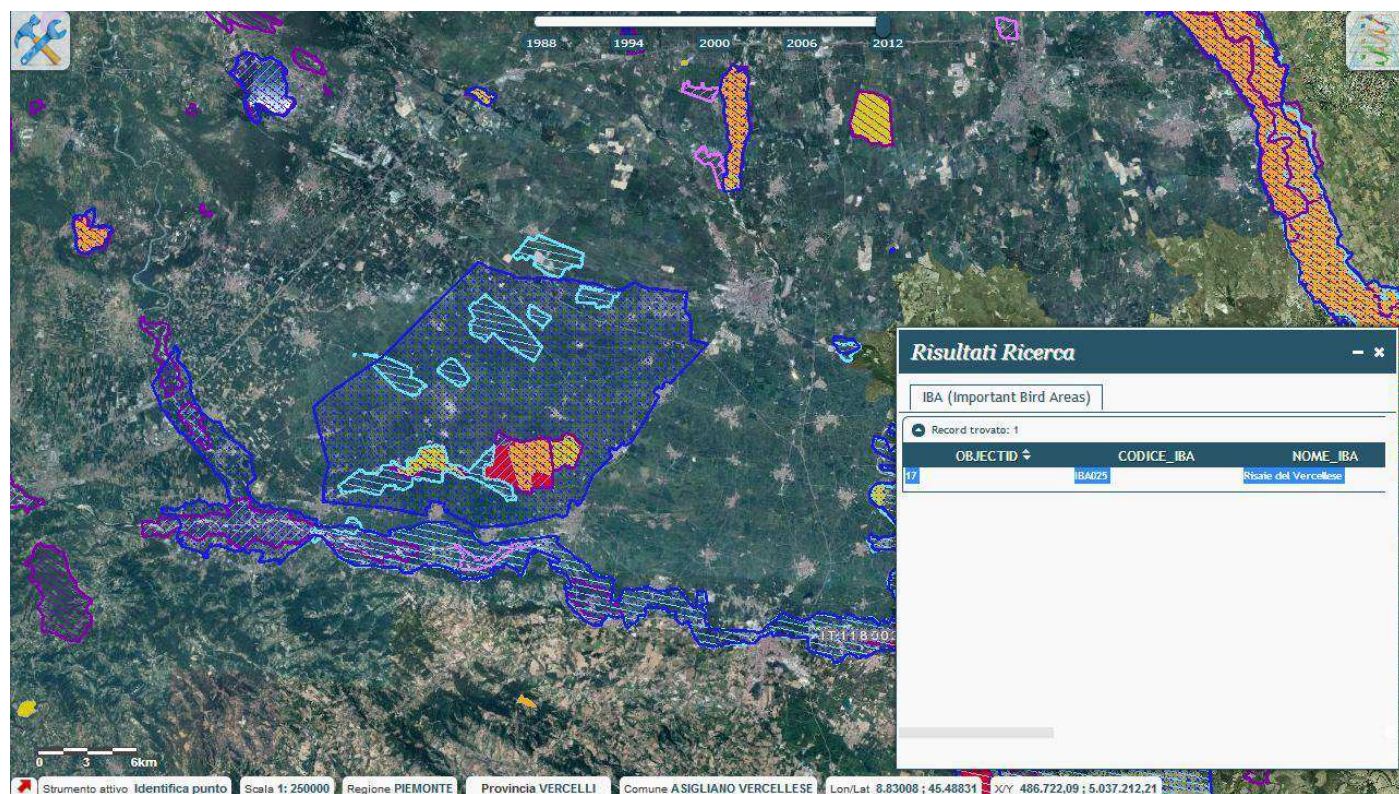 1988 1994 2000 2006 2012
Risultati Ricerca
IBA (Important Bird Areas)
Record trovato: 1
OBJECTID CODICE_IBA NOME_IBA
17 IBA025 Risaie del Vercellese
0 3 6km
Strumento attivo Identifica punto Scala 1: 250000 Regione PIEMONTE Provincia VERCELLI Comune ASIGLIANO VERCELLESE Lon/Lat 8.83008 ; 45.48831 X/Y 486.722,09 ; 5.037.212,21